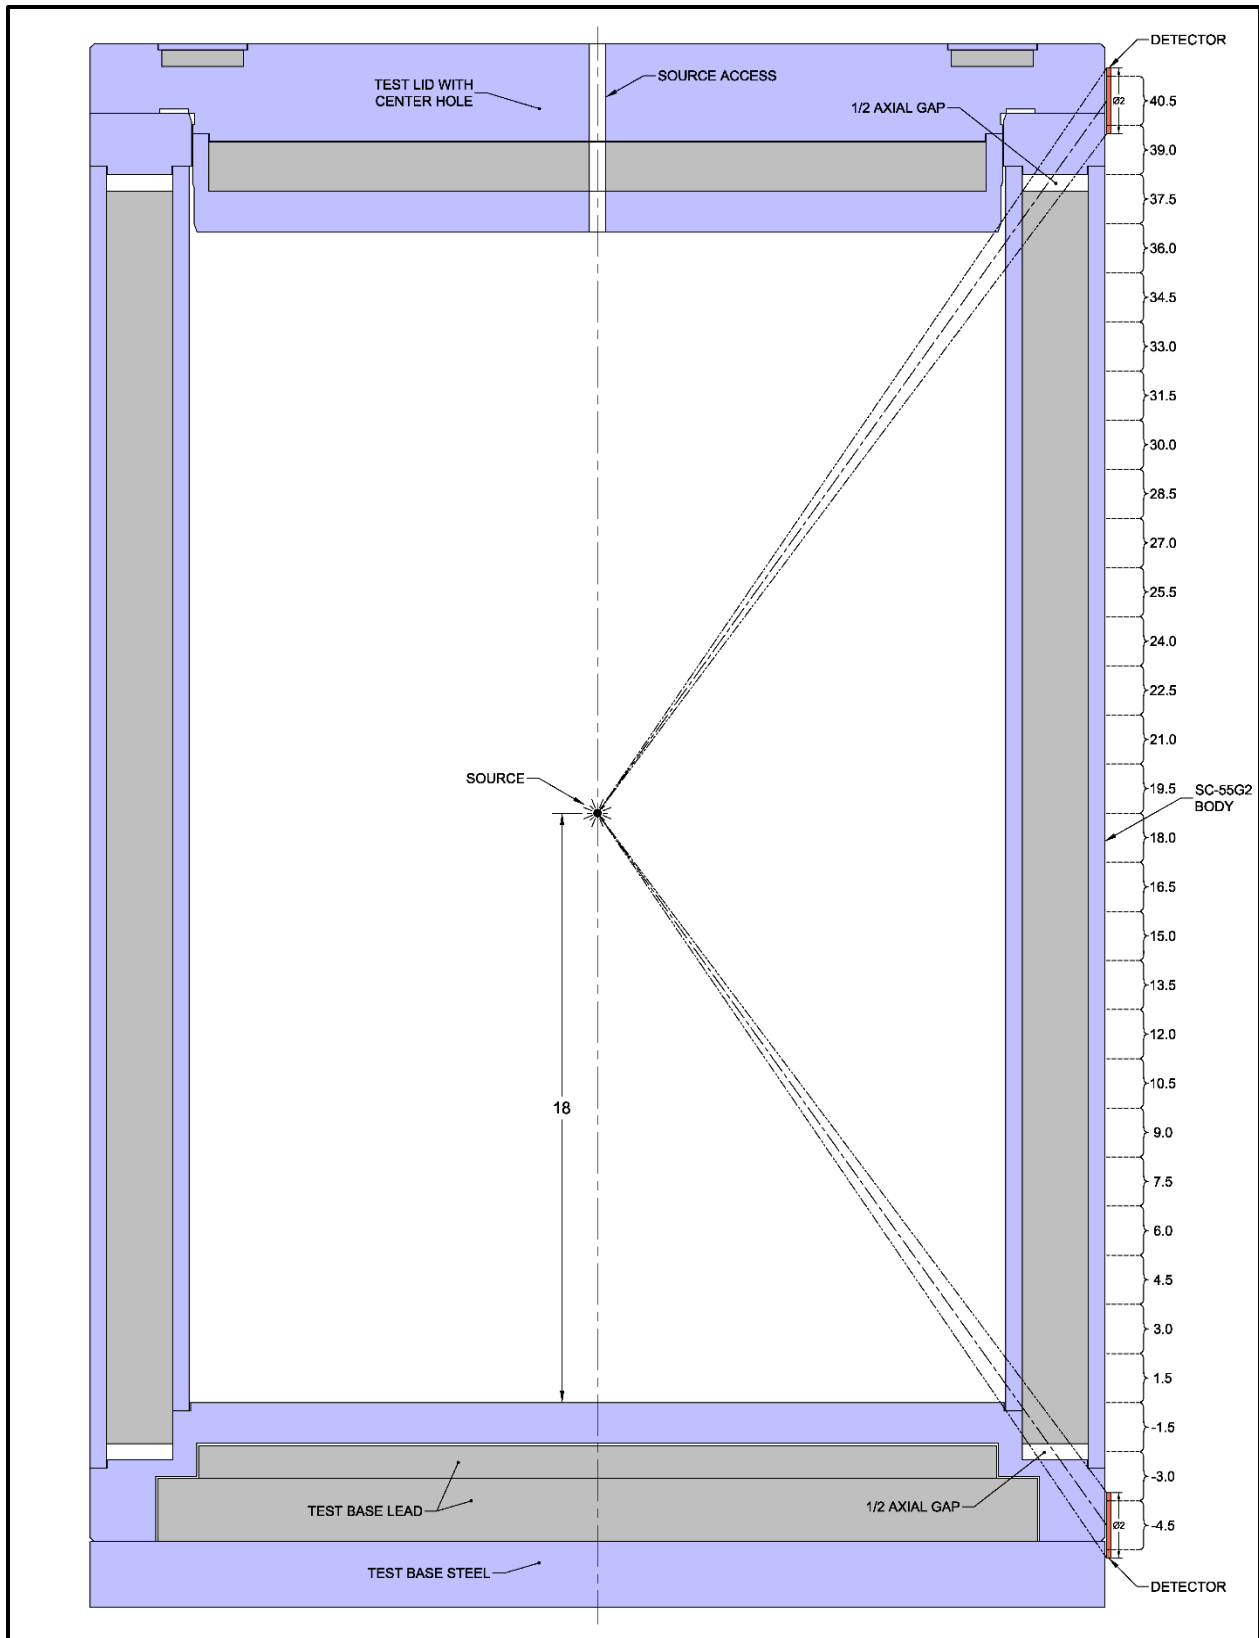 DETECTOR
TEST LID WITH
CENTER HOLE
SOURCE ACCESS
1/2 AXIAL GAP
Ø2
40.5
39.0
37.5
36.0
34.5
33.0
31.5
30.0
28.5
27.0
25.5
24.0
22.5
21.0
SOURCE
19.5
SC-55G2
BODY
18.0
16.5
15.0
13.5
12.0
18
10.5
9.0
7.5
6.0
4.5
3.0
1.5
-1.5
-3.0
TEST BASE LEAD
1/2 AXIAL GAP
Ø2
-4.5
TEST BASE STEEL
DETECTOR